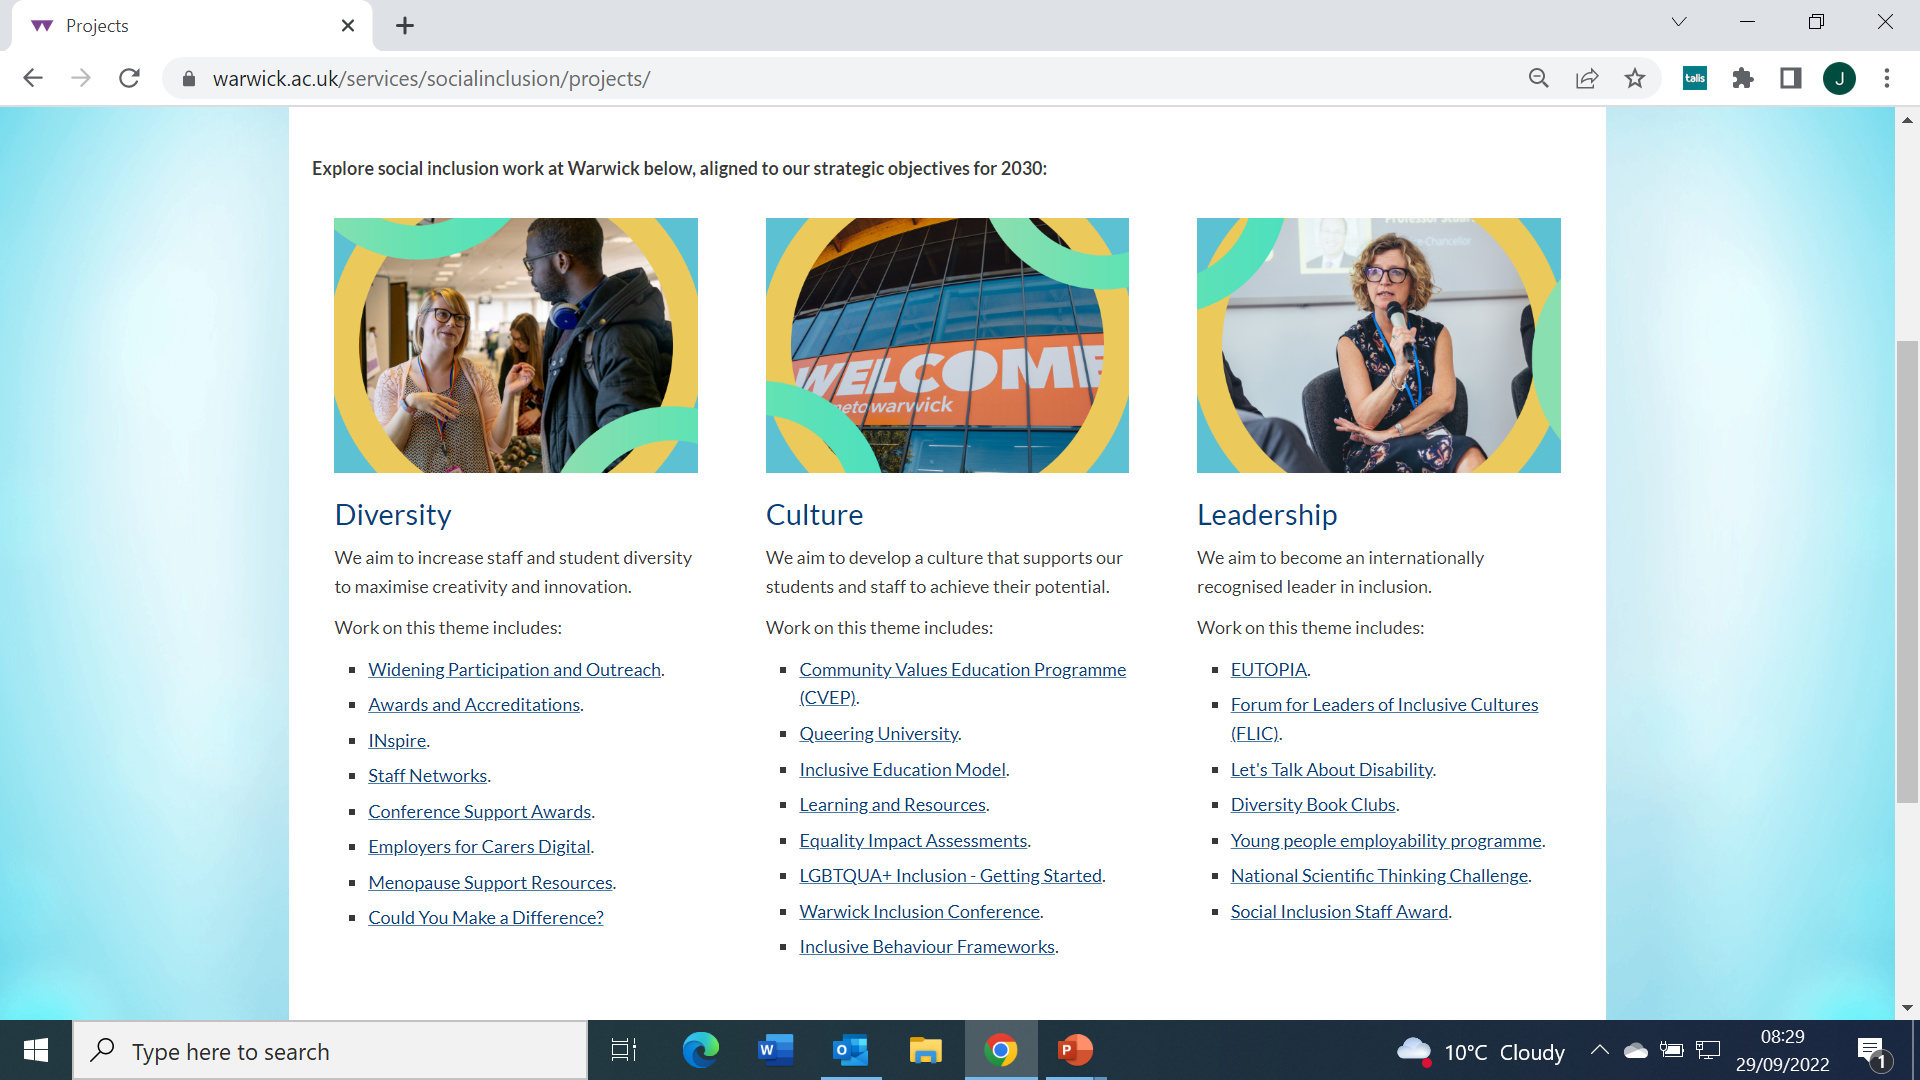 Projects
warwick.ac.uk/services/socialinclusion/projects/
talis
J
Explore social inclusion work at Warwick below, aligned to our strategic objectives for 2030:
WELCOME
warwick
Professor
Chancellor
Diversity
We aim to increase staff and student diversity
to maximise creativity and innovation.
Work on this theme includes:
Widening Participation and Outreach.
Awards and Accreditations.
INspire.
Staff Networks.
Conference Support Awards.
Employers for Carers Digital.
Menopause Support Resources.
Could You Make a Difference?
Culture
We aim to develop a culture that supports our
students and staff to achieve their potential.
Work on this theme includes:
Community Values Education Programme
(CVEP).
Queering University.
Inclusive Education Model.
Learning and Resources.
Equality Impact Assessments.
LGBTQUA+ Inclusion - Getting Started.
Warwick Inclusion Conference.
Inclusive Behaviour Frameworks.
Leadership
We aim to become an internationally
recognised leader in inclusion.
Work on this theme includes:
EUTOPIA.
Forum for Leaders of Inclusive Cultures
(FLIC).
Let's Talk About Disability.
Diversity Book Clubs.
Young people employability programme.
National Scientific Thinking Challenge.
Social Inclusion Staff Award.
Type here to search
W
O
P
10°C Cloudy
08:29
29/09/2022
1